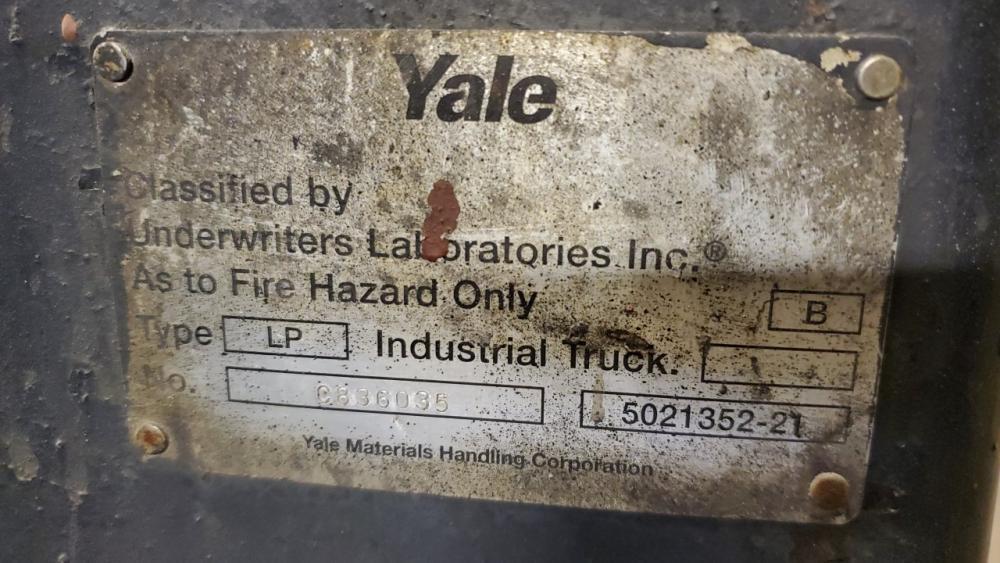 Yale
Classified by
Underwriters Laboratories Inc.®
As to Fire Hazard Only
B
Type LP Industrial Truck.
No. C836035 5021352-21
Yale Materials Handling Corporation